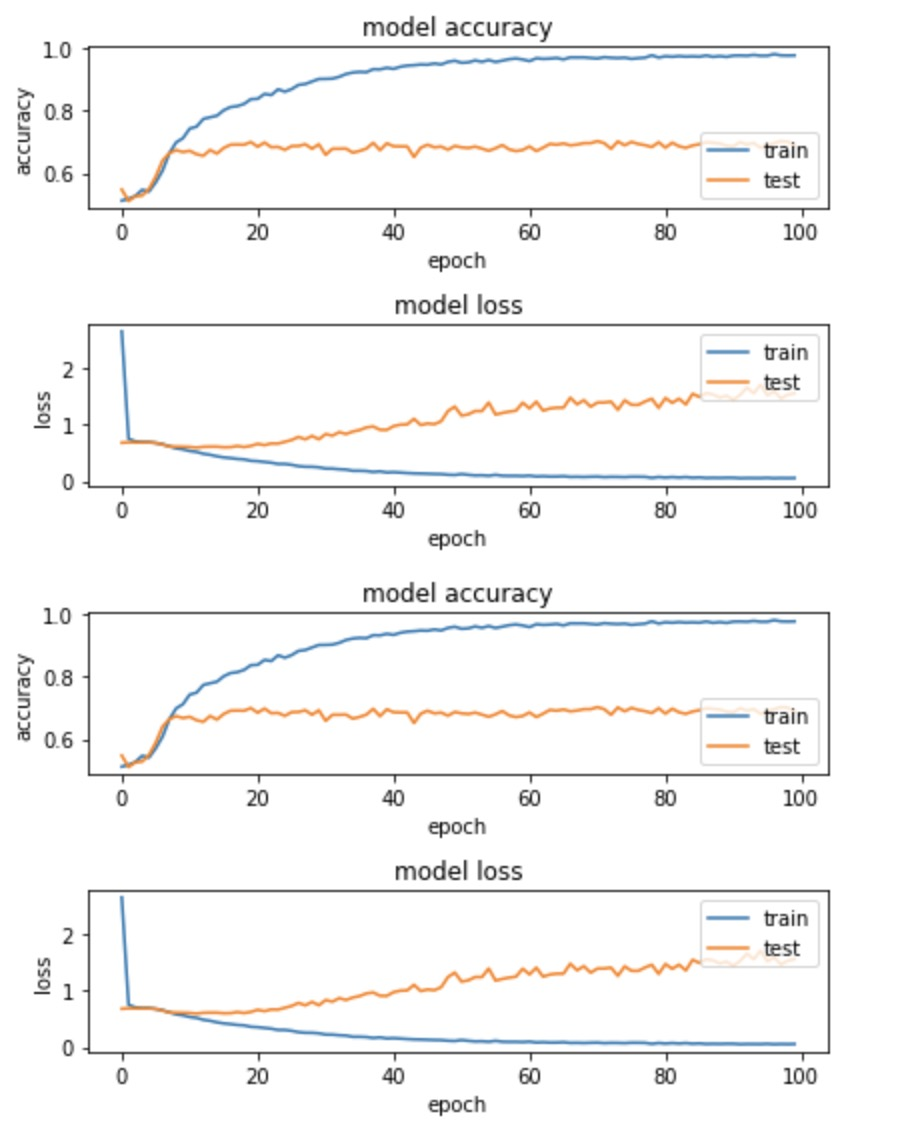 model accuracy
1.0
0.8
0.6
accuracy
0 20 40 60 80 100
epoch
train
test
model loss
2
1
0
loss
0 20 40 60 80 100
epoch
train
test
model accuracy
1.0
0.8
0.6
accuracy
0 20 40 60 80 100
epoch
train
test
model loss
2
1
0
loss
0 20 40 60 80 100
epoch
train
test